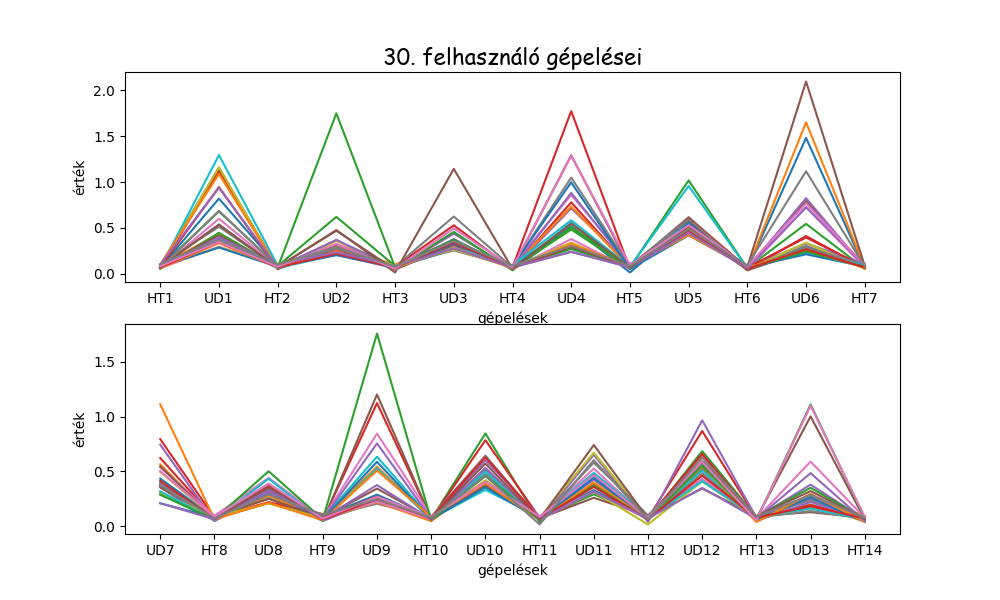 30. felhasználó gépelései
érték
2.0
1.5
1.0
0.5
0.0
HT1 UD1 HT2 UD2 HT3 UD3 HT4 UD4 HT5 UD5 HT6 UD6 HT7
gépelések
érték
1.5
1.0
0.5
0.0
UD7 HT8 UD8 HT9 UD9 HT10 UD10 HT11 UD11 HT12 UD12 HT13 UD13 HT14
gépelések